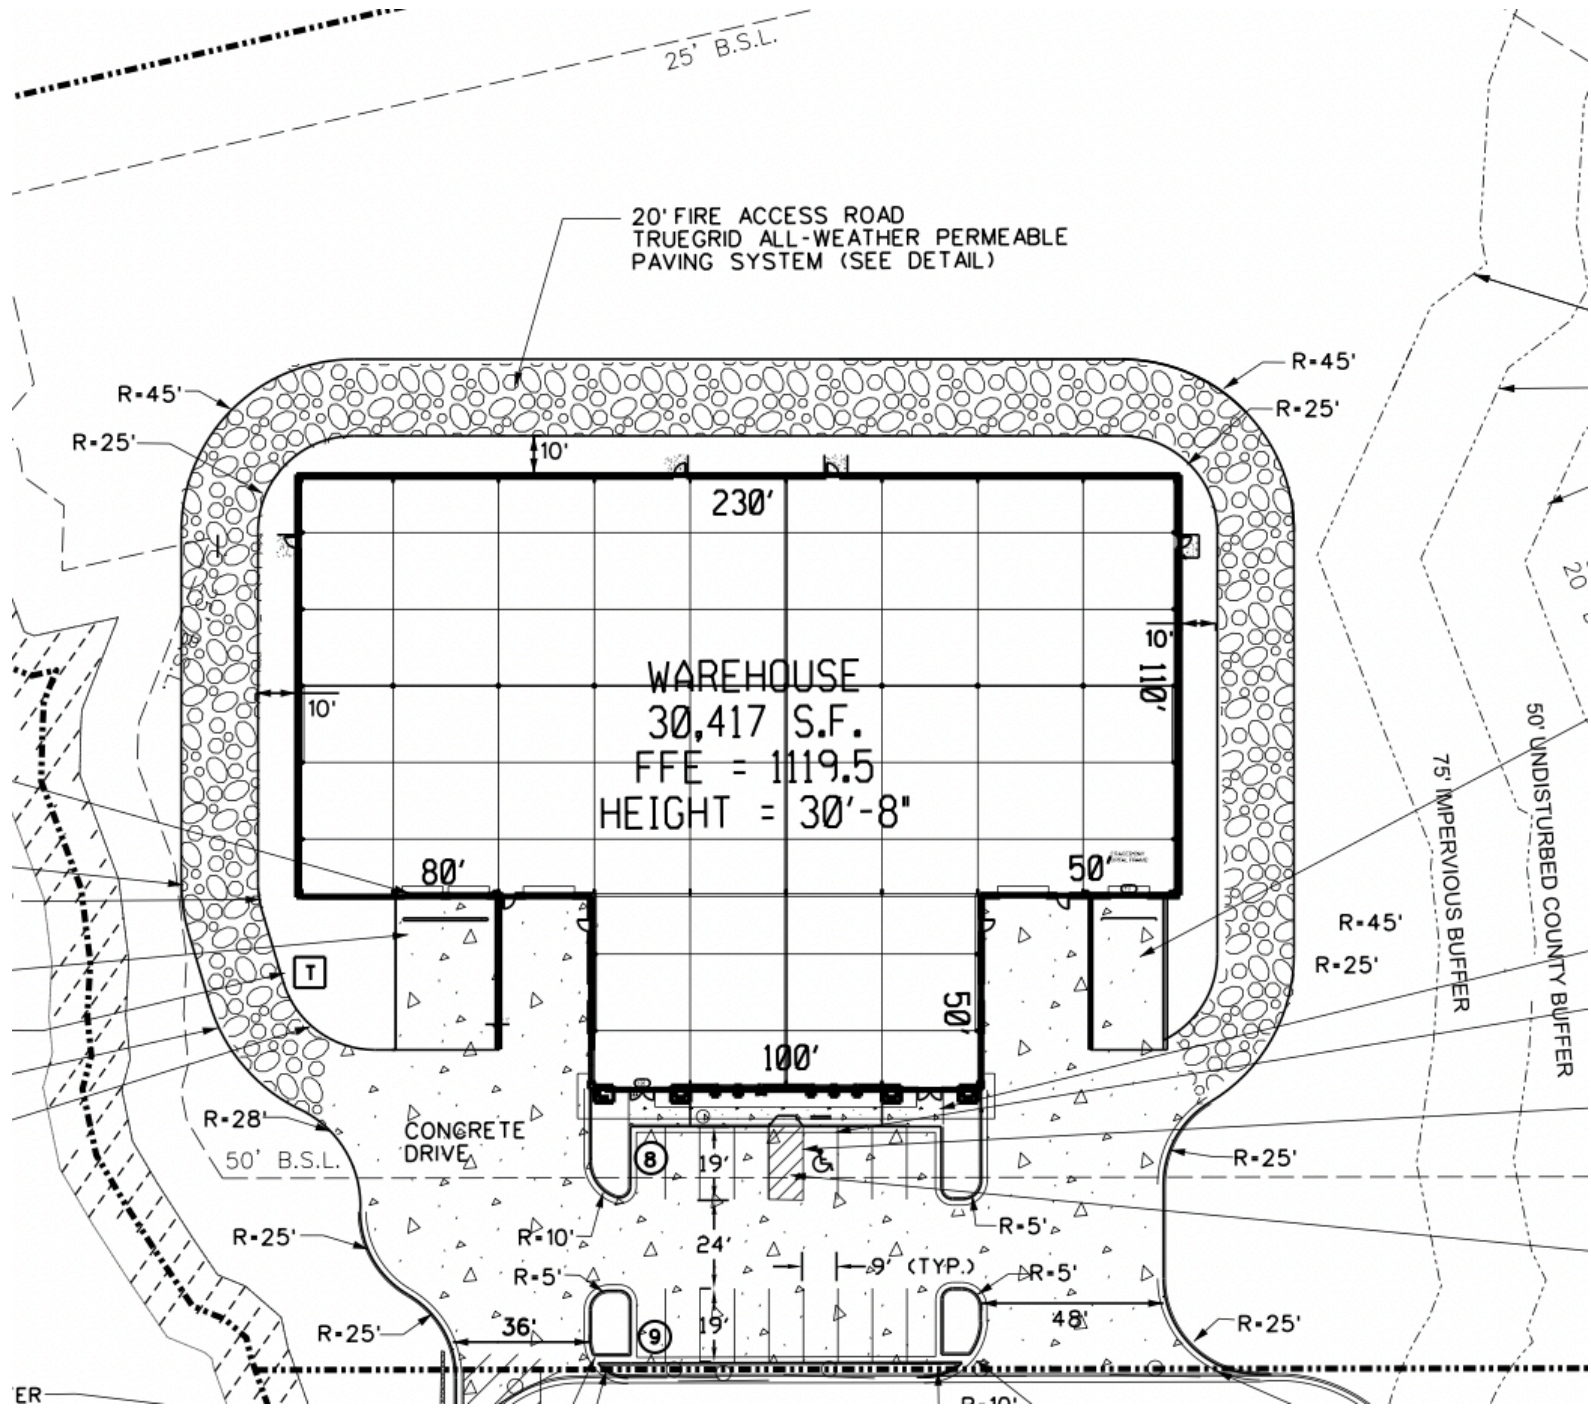 25' B.S.L.
20' FIRE ACCESS ROAD
TRUEGRID ALL-WEATHER PERMEABLE
PAVING SYSTEM (SEE DETAIL)
R=45'
R=25'
R=45'
R=25'
10'
230'
10'
110'
10'
WAREHOUSE
30,417 S.F.
FFE = 1119.5
HEIGHT = 30'-8"
20
75' IMPERVIOUS BUFFER
50' UNDISTURBED COUNTY BUFFER
80'
50'
R=45'
R=25'
T
50'
100'
R=28'
CONCRETE
DRIVE
50' B.S.L.
8
19'
R=25'
R=25'
R=10'
R=5'
24'
9' (TYP.)
R=5'
R=5'
R=25'
36'
9
19'
48'
R=25'
ER
R=10'